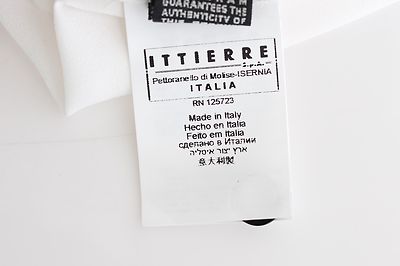 GUARANTEES THE
AUTHENTICITY OF
ITTIERRE
S.p.A.
Pettoranello di Molise-ISERNIA
ITALIA
RN 125723
Made in Italy
Hecho en Italia
Feito em Italia
сделано в Италии
ארץ ייצור איטליה
意大利製